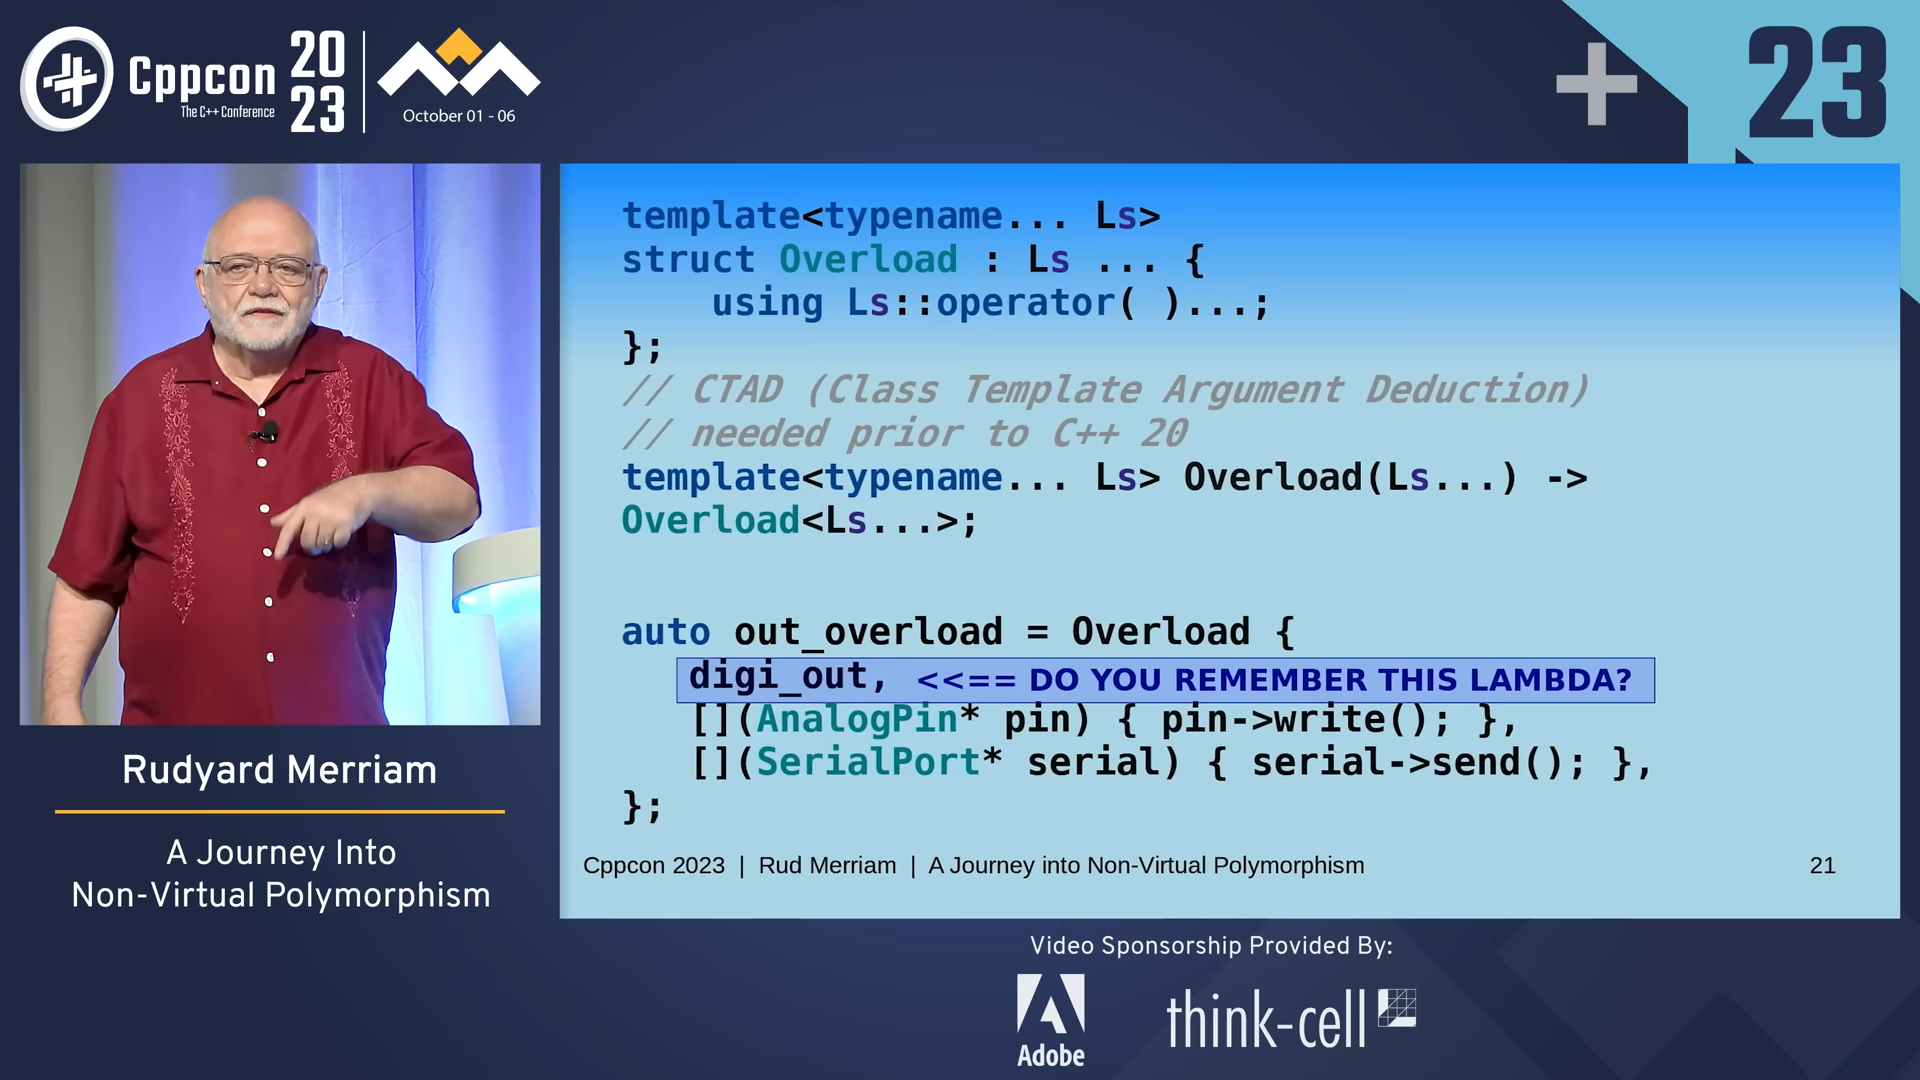 Cppcon
The C++ Conference
20
23
October 01 - 06
+ 23
template<typename... Ls>
struct Overload : Ls ... {
using Ls::operator( )...;
};
// CTAD (Class Template Argument Deduction)
// needed prior to C++ 20
template<typename... Ls> Overload(Ls...) ->
Overload<Ls...>;
auto out_overload = Overload {
digi_out, <<== DO YOU REMEMBER THIS LAMBDA?
[](AnalogPin* pin) { pin->write(); },
[](SerialPort* serial) { serial->send(); },
};
Cppcon 2023 | Rud Merriam | A Journey into Non-Virtual Polymorphism 21
Rudyard Merriam
A Journey Into
Non-Virtual Polymorphism
Video Sponsorship Provided By:
Adobe
think-cell